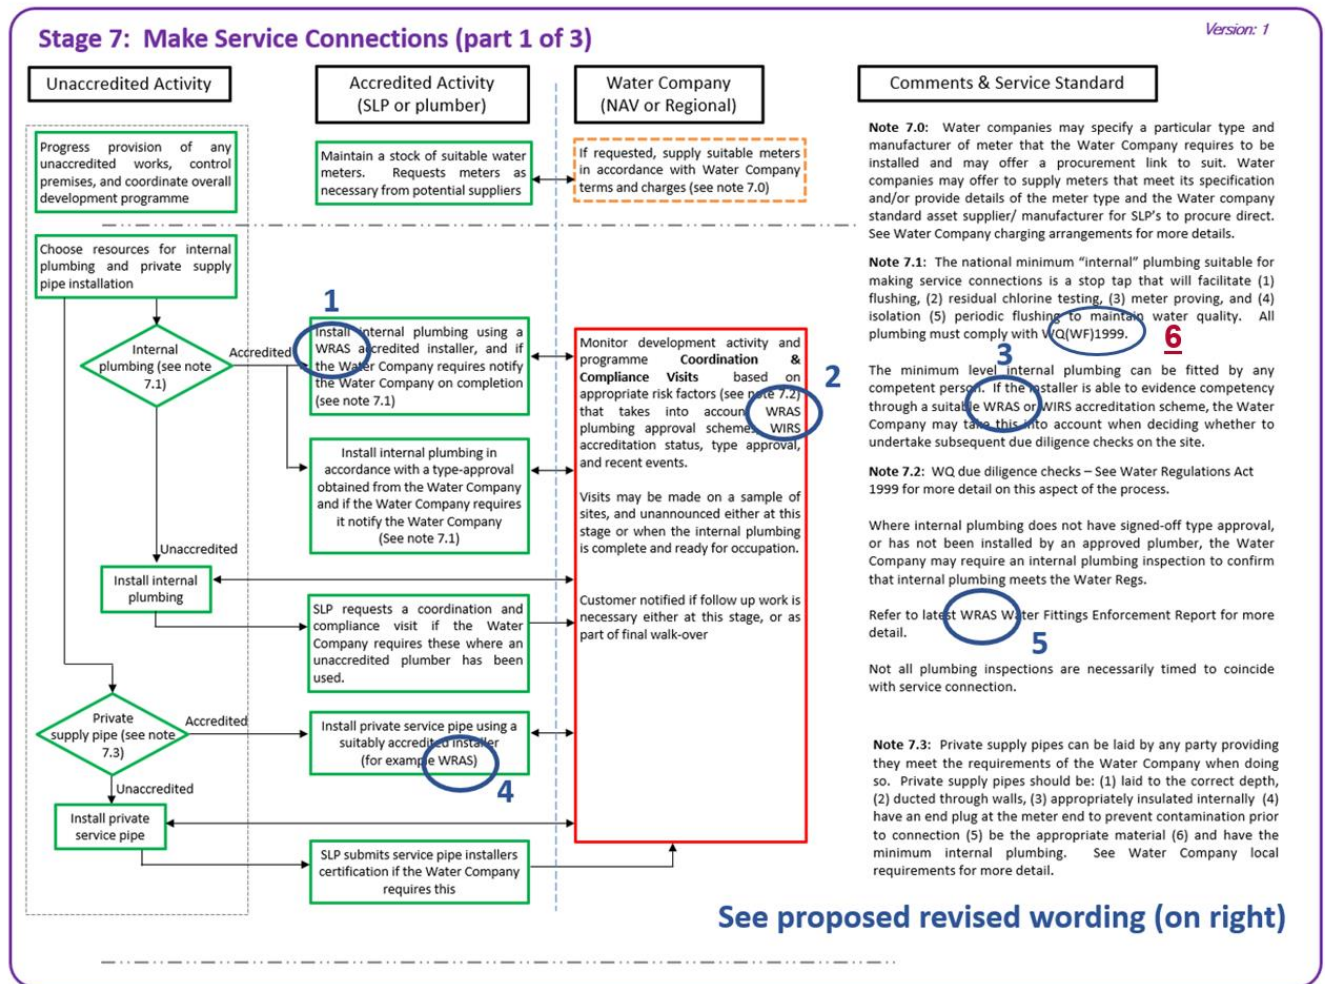 Stage 7: Make Service Connections (part 1 of 3)
Version: 1
Unaccredited Activity
Accredited Activity
(SLP or plumber)
Water Company
(NAV or Regional)
Comments & Service Standard
Progress provision of any
unaccredited works, control
premises, and coordinate overall
development programme
Maintain a stock of suitable water
meters. Requests meters as
necessary from potential suppliers
If requested, supply suitable meters
in accordance with Water Company
terms and charges (see note 7.0)
Choose resources for internal
plumbing and private supply
pipe installation
Internal
plumbing (see note
7.1)
Accredited
1
Install internal plumbing using a
WRAS accredited installer, and if
the Water Company requires notify
the Water Company on completion
(see note 7.1)
Install internal plumbing in
accordance with a type-approval
obtained from the Water Company
and if the Water Company requires
it notify the Water Company
(See note 7.1)
Unaccredited
Install internal
plumbing
SLP requests a coordination and
compliance visit if the Water
Company requires these where an
unaccredited plumber has been
used.
Private
supply pipe (see note
7.3)
Accredited
Install private service pipe using a
suitably accredited installer
(for example WRAS)
4
Unaccredited
Install private
service pipe
SLP submits service pipe installers
certification if the Water Company
requires this
Monitor development activity and
programme Coordination &
Compliance Visits based on
appropriate risk factors (see note 7.2)
that takes into account WRAS
plumbing approval scheme, WIRS
accreditation status, type approval,
and recent events.
2
Visits may be made on a sample of
sites, and unannounced either at this
stage or when the internal plumbing
is complete and ready for occupation.
Customer notified if follow up work is
necessary either at this stage, or as
part of final walk-over
Note 7.0: Water companies may specify a particular type and
manufacturer of meter that the Water Company requires to be
installed and may offer a procurement link to suit. Water
companies may offer to supply meters that meet its specification
and/or provide details of the meter type and the Water company
standard asset supplier/ manufacturer for SLP's to procure direct.
See Water Company charging arrangements for more details.
Note 7.1: The national minimum "internal" plumbing suitable for
making service connections is a stop tap that will facilitate (1)
flushing, (2) residual chlorine testing, (3) meter proving, and (4)
isolation (5) periodic flushing to maintain water quality. All
plumbing must comply with WQ(WF)1999.
6
3
The minimum level internal plumbing can be fitted by any
competent person. If the installer is able to evidence competency
through a suitable WRAS or WIRS accreditation scheme, the Water
Company may take this into account when deciding whether to
undertake subsequent due diligence checks on the site.
Note 7.2: WQ due diligence checks – See Water Regulations Act
1999 for more detail on this aspect of the process.
Where internal plumbing does not have signed-off type approval,
or has not been installed by an approved plumber, the Water
Company may require an internal plumbing inspection to confirm
that internal plumbing meets the Water Regs.
Refer to latest WRAS Water Fittings Enforcement Report for more
detail.
5
Not all plumbing inspections are necessarily timed to coincide
with service connection.
Note 7.3: Private supply pipes can be laid by any party providing
they meet the requirements of the Water Company when doing
so. Private supply pipes should be: (1) laid to the correct depth,
(2) ducted through walls, (3) appropriately insulated internally (4)
have an end plug at the meter end to prevent contamination prior
to connection (5) be the appropriate material (6) and have the
minimum internal plumbing. See Water Company local
requirements for more detail.
See proposed revised wording (on right)